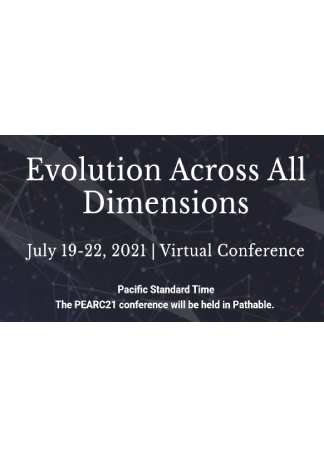 Evolution Across All
Dimensions
July 19-22, 2021 | Virtual Conference
Pacific Standard Time
The PEARC21 conference will be held in Pathable.